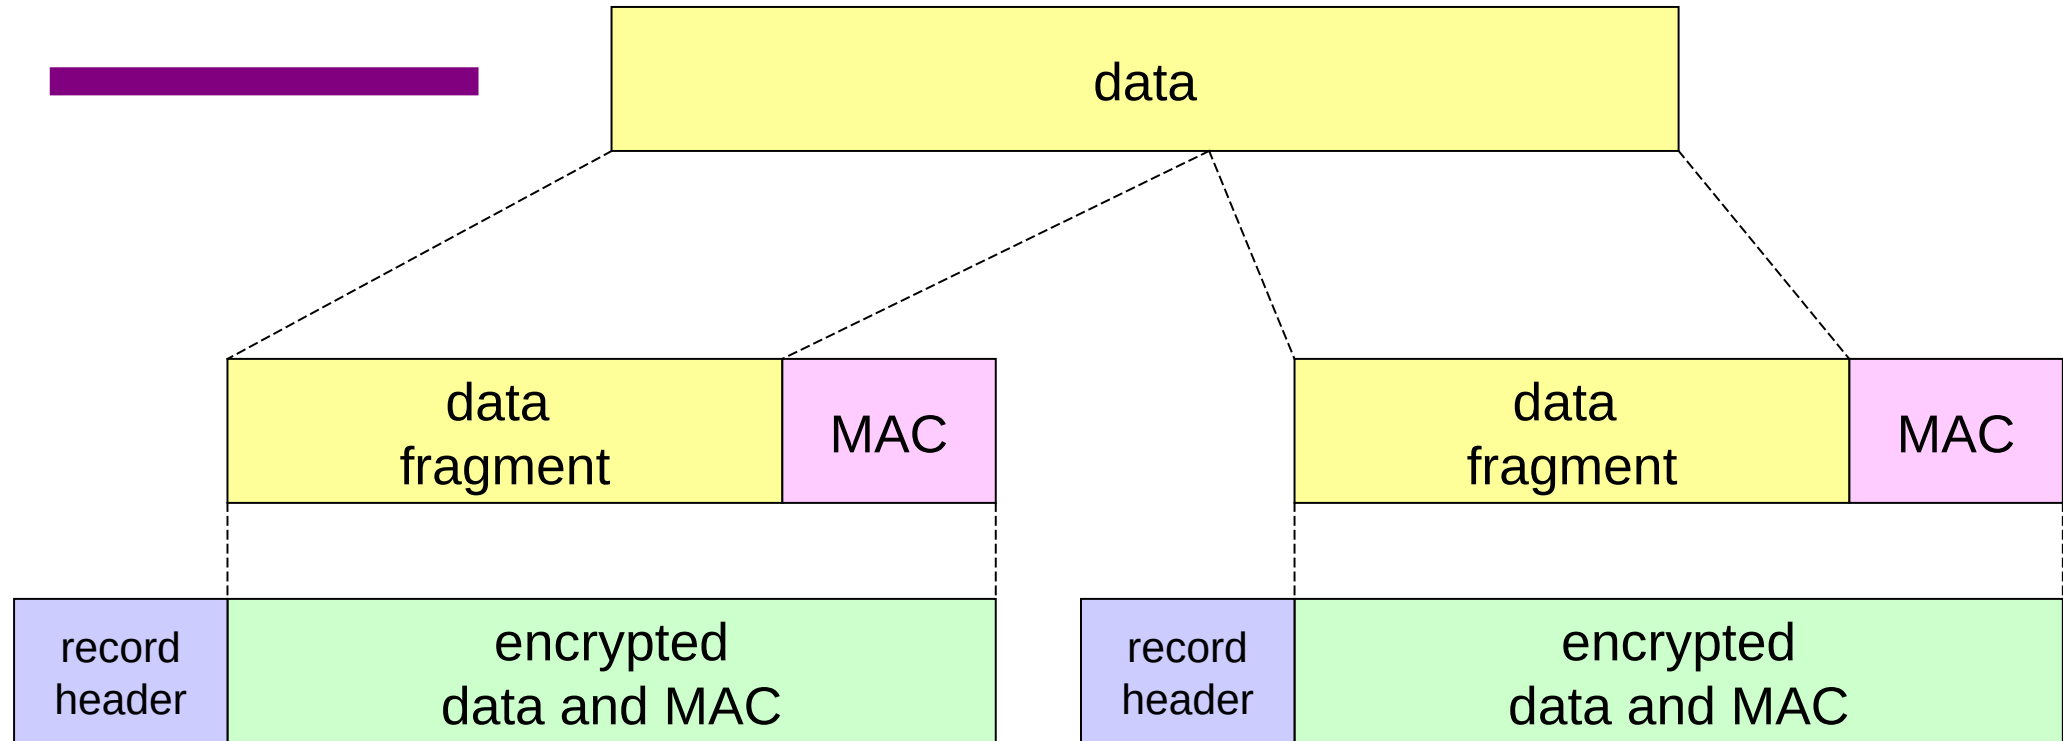 data
data
fragment
MAC
data
fragment
MAC
record
header
encrypted
data and MAC
record
header
encrypted
data and MAC